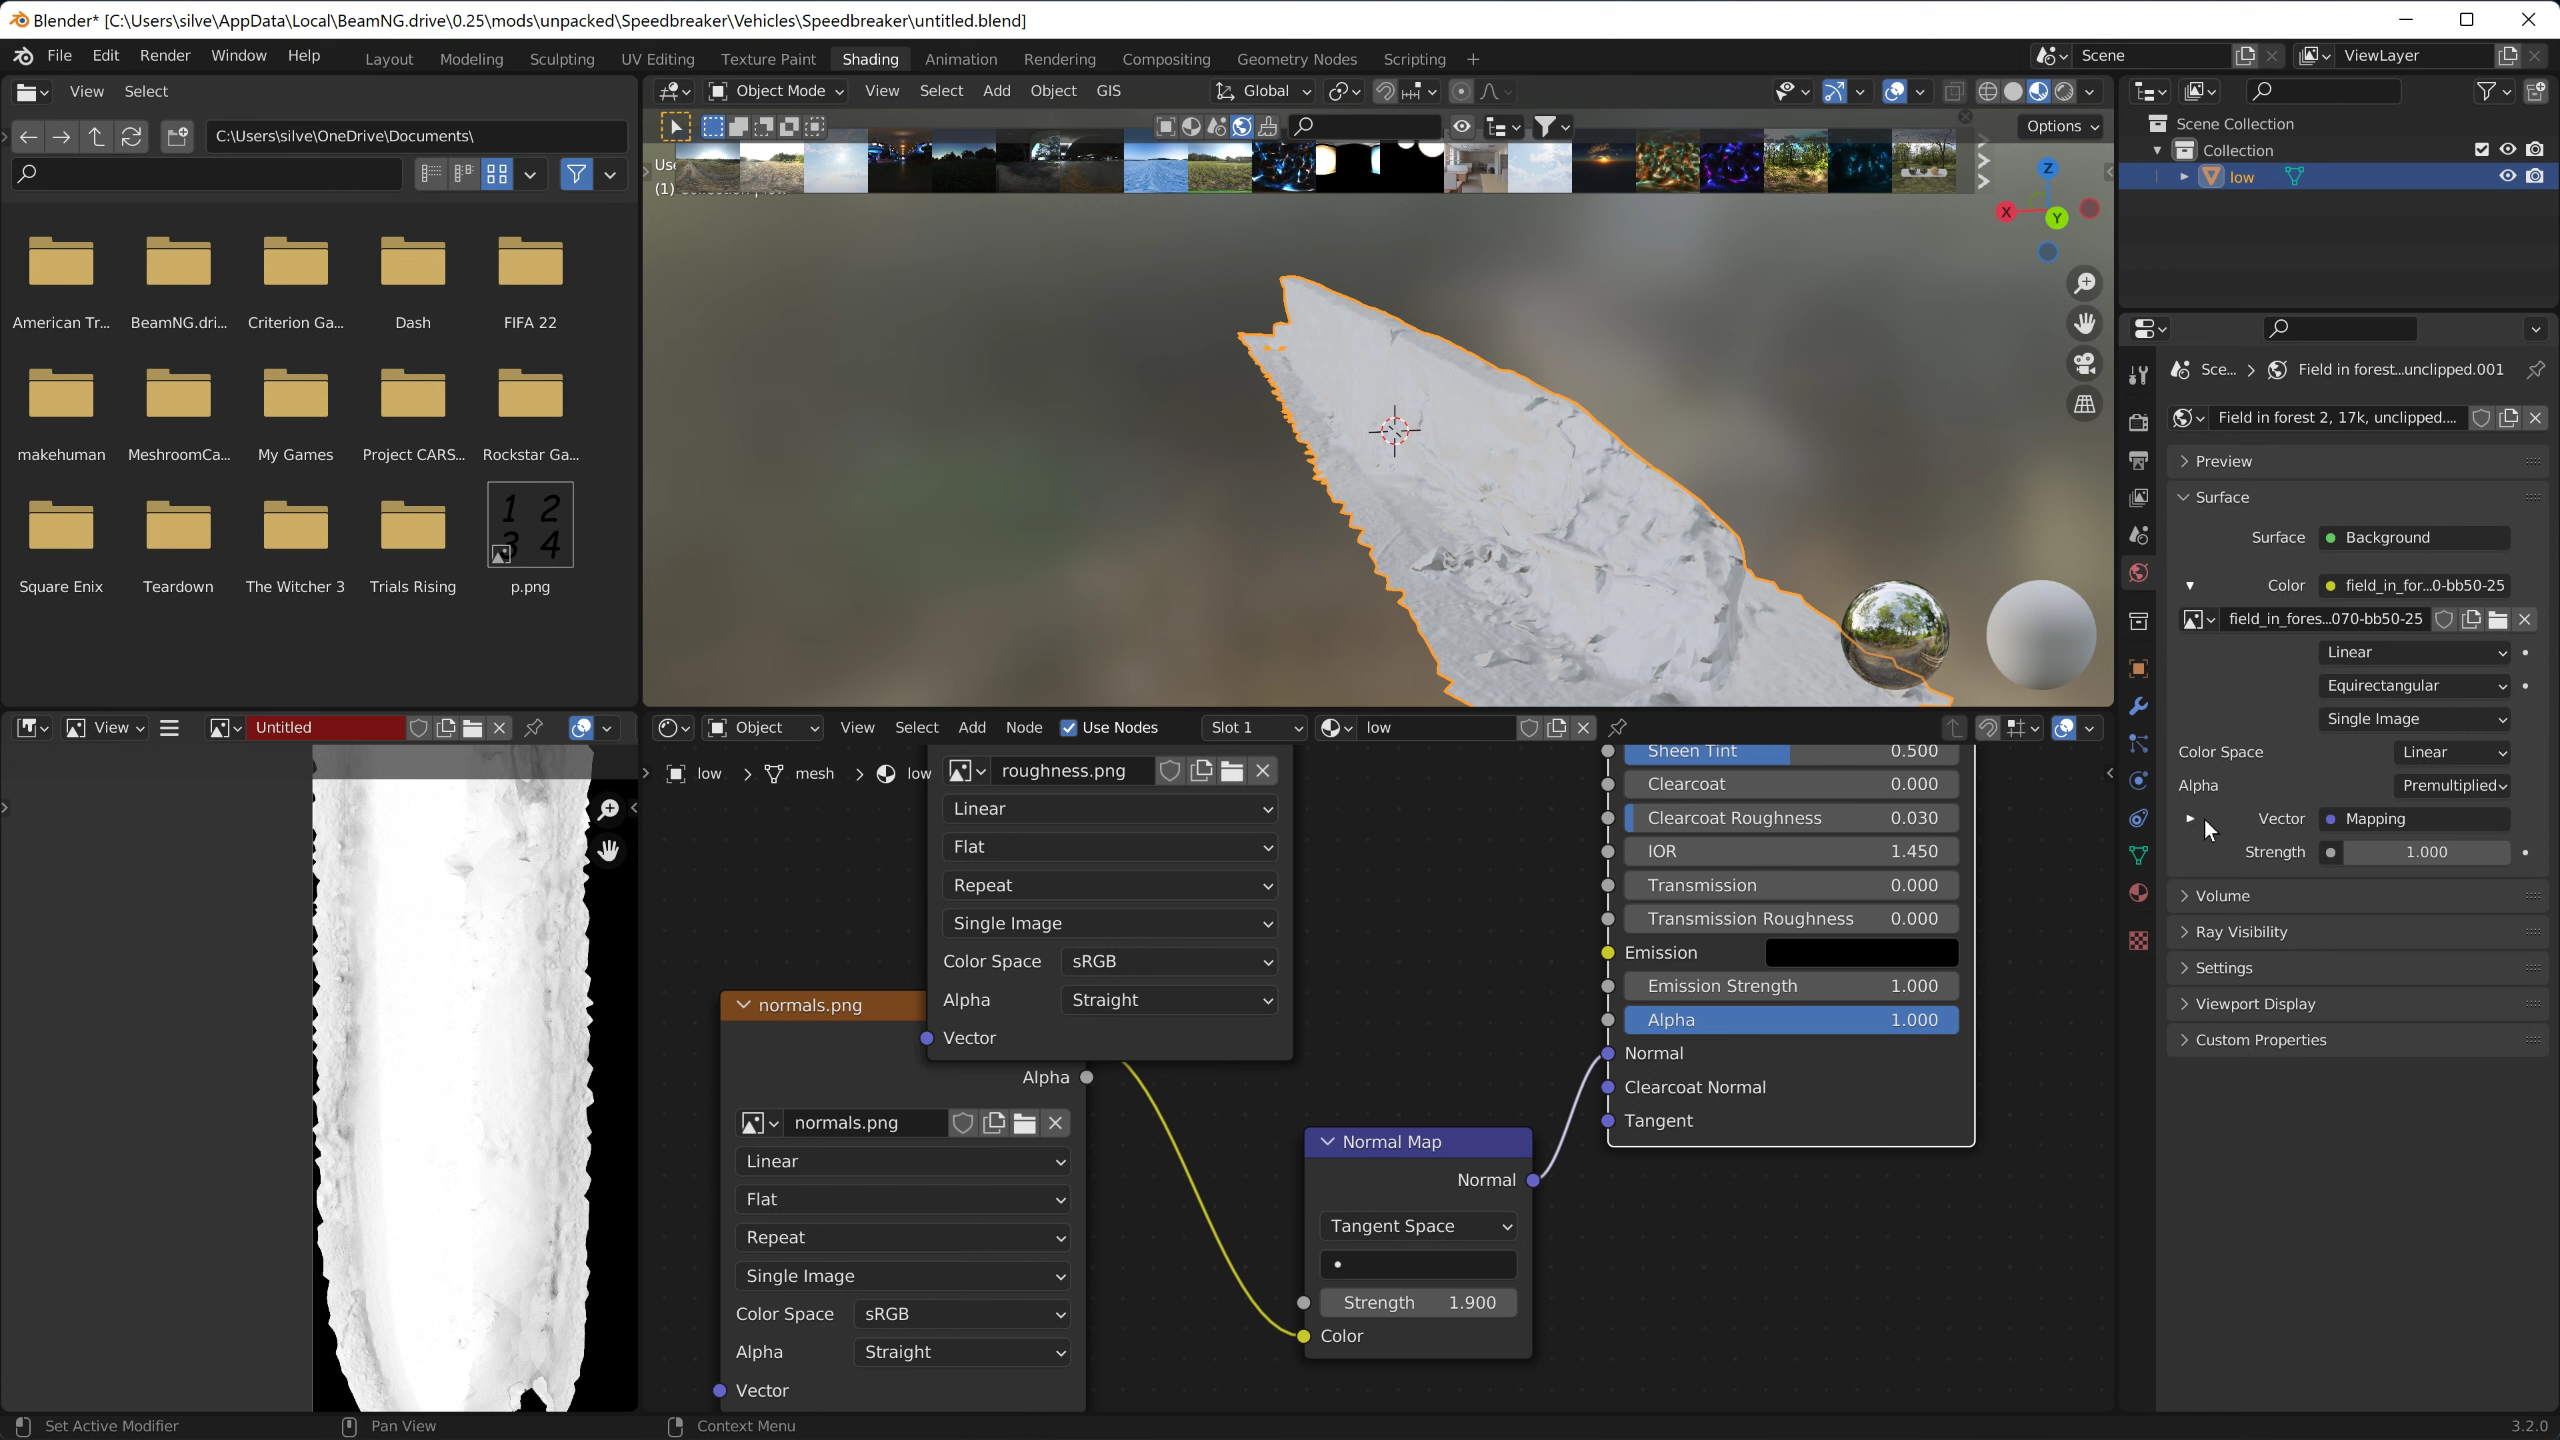 Blender* [C:\Users\silve\AppData\Local\BeamNG.drive\0.25\mods\unpacked\Speedbreaker\Vehicles\Speedbreaker\untitled.blend]
File Edit Render Window Help Layout Modeling Sculpting UV Editing Texture Paint Shading Animation Rendering Compositing Geometry Nodes Scripting + Scene ViewLayer
View Select
Object Mode View Select Add Object GIS Global
C:\Users\silve\OneDrive\Documents\
Options
Use
(1)
American Tr... BeamNG.dri... Criterion Ga... Dash FIFA 22
makehuman MeshroomCa... My Games Project CARS... Rockstar Ga...
1 2
3 4
Square Enix Teardown The Witcher 3 Trials Rising p.png
Z
X
Y
Scene Collection
Collection
low
Sce... > Field in forest...unclipped.001
Field in forest 2, 17k, unclipped....
Preview
Surface
Surface Background
Color field_in_for...0-bb50-25
field_in_fores...070-bb50-25
Linear
Equirectangular
Single Image
Color Space Linear
Alpha Premultiplied
Vector Mapping
Strength 1.000
Volume
Ray Visibility
Settings
Viewport Display
Custom Properties
View Untitled
Object View Select Add Node Use Nodes Slot 1 low
low > mesh > low
roughness.png
Linear
Flat
Repeat
Single Image
Color Space sRGB
Alpha Straight
Vector
normals.png
Alpha
normals.png
Linear
Flat
Repeat
Single Image
Color Space sRGB
Alpha Straight
Vector
Normal Map
Normal
Tangent Space
Strength 1.900
Color
Sheen Tint 0.500
Clearcoat 0.000
Clearcoat Roughness 0.030
IOR 1.450
Transmission 0.000
Transmission Roughness 0.000
Emission
Emission Strength 1.000
Alpha 1.000
Normal
Clearcoat Normal
Tangent
Set Active Modifier Pan View Context Menu 3.2.0